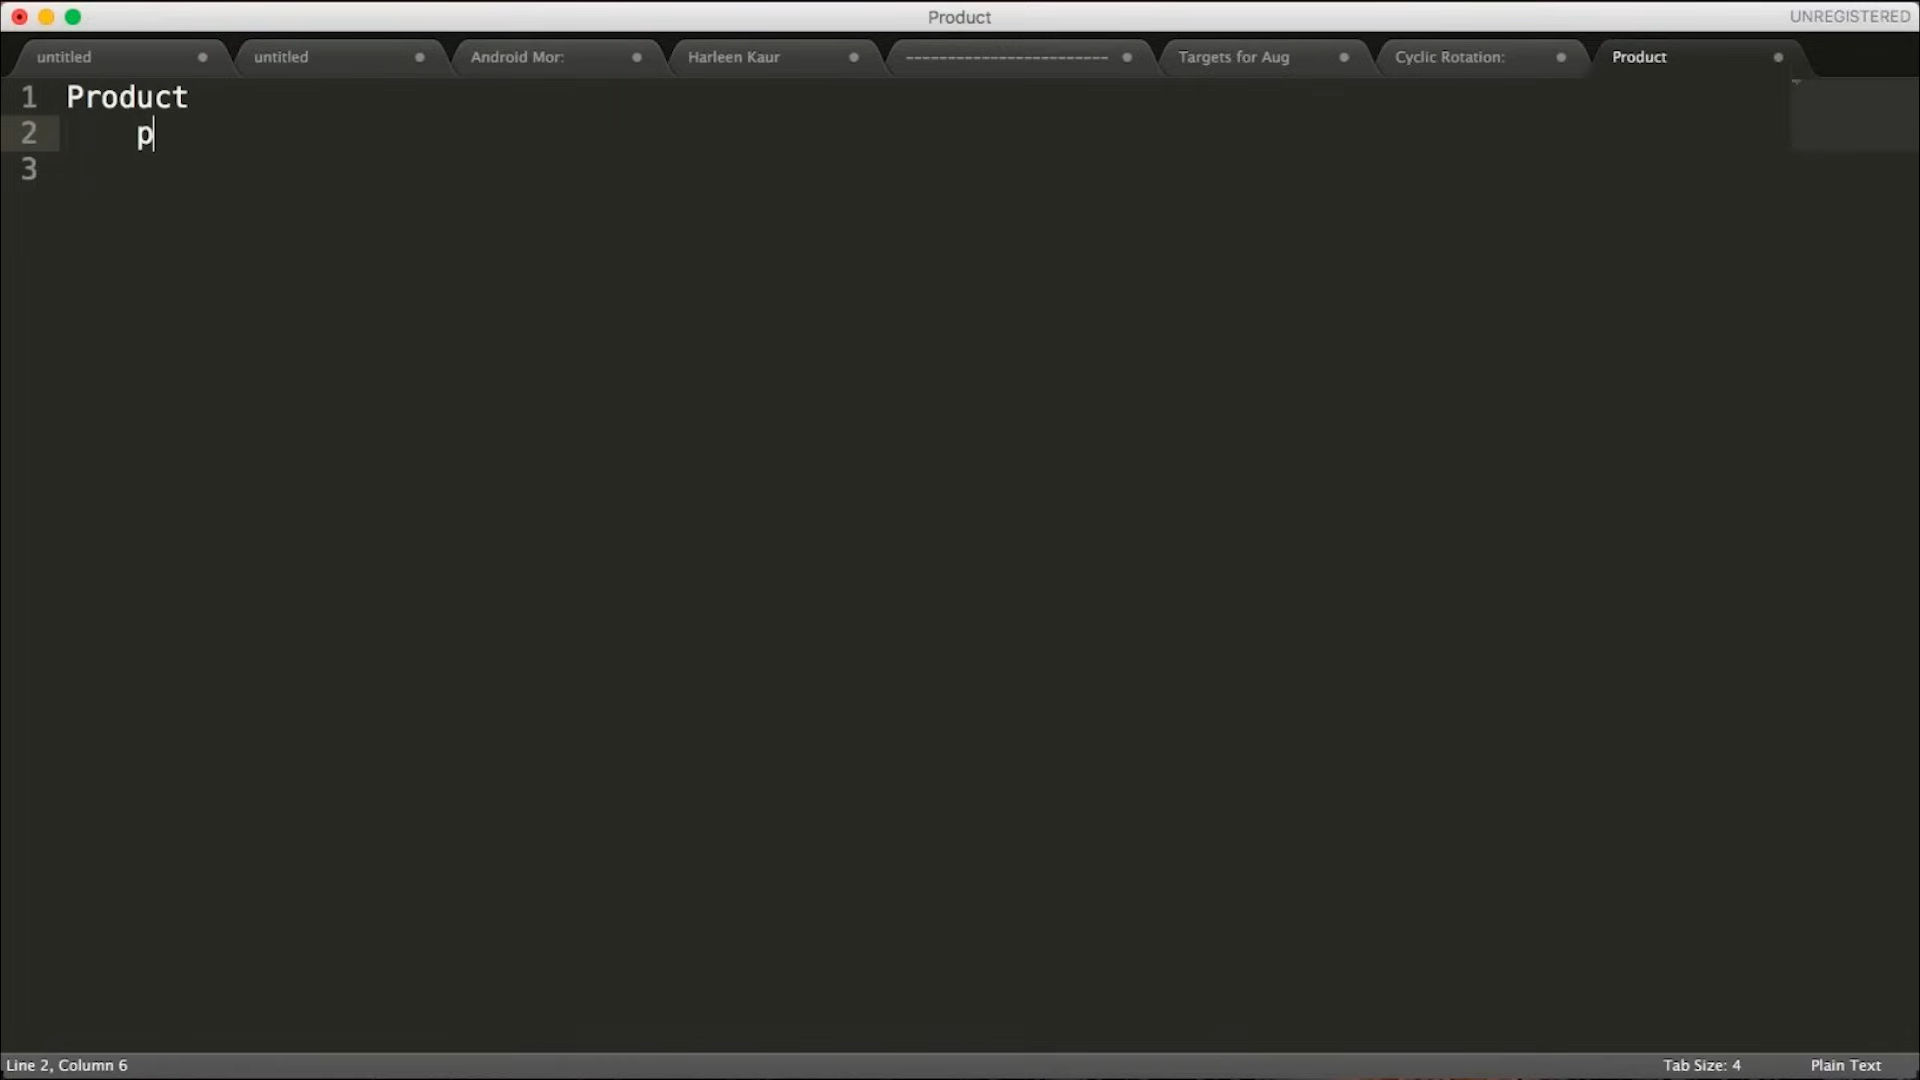 Product
UNREGISTERED
untitled
untitled
Android Mor:
Harleen Kaur
------------------------
Targets for Aug
Cyclic Rotation:
Product
1 Product
2 p
3
Line 2, Column 6
Tab Size: 4
Plain Text